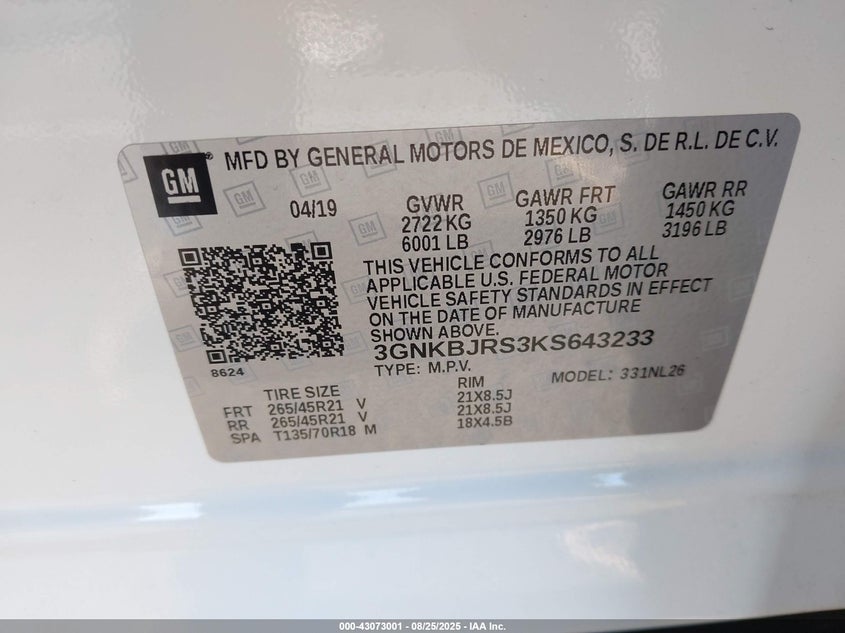 GM
MFD BY GENERAL MOTORS DE MEXICO, S. DE R.L. DE C.V.
04/19 GVWR GAWR FRT GAWR RR
2722 KG 1350 KG 1450 KG
6001 LB 2976 LB 3196 LB
THIS VEHICLE CONFORMS TO ALL
APPLICABLE U.S. FEDERAL MOTOR
VEHICLE SAFETY STANDARDS IN EFFECT
ON THE DATE OF MANUFACTURE
SHOWN ABOVE.
3GNKBJRS3KS643233
8624
TYPE: M.P.V. MODEL: 331NL26
TIRE SIZE RIM
FRT 265/45R21 V 21X8.5J
RR 265/45R21 V 21X8.5J
SPA T135/70R18 M 18X4.5B
000-43073001 - 08/25/2025 - IAA Inc.